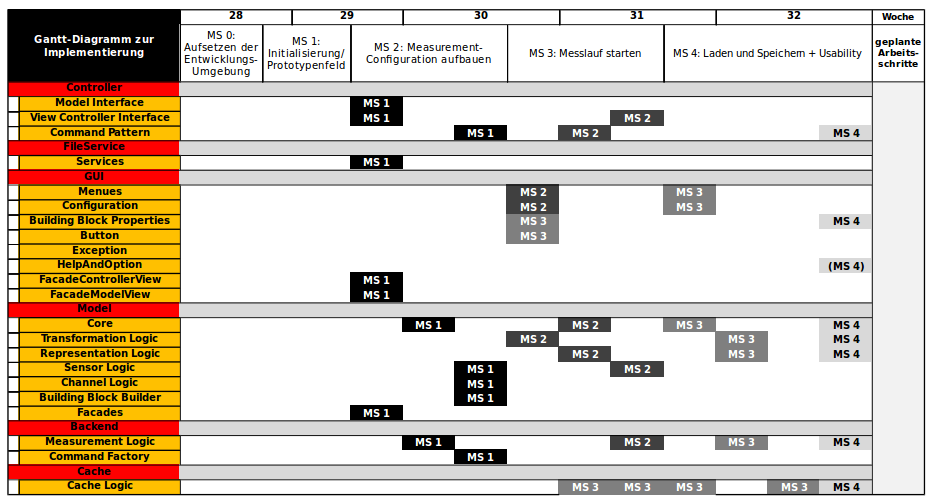 28 29 30 31 32 Woche
Gantt-Diagramm zur
Implementierung
MS 0:
Aufsetzen der
Entwicklungs-
Umgebung
MS 1:
Initialisierung/
Prototypenfeld
MS 2: Measurement-
Configuration aufbauen
MS 3: Messlauf starten
MS 4: Laden und Speichern + Usability
geplante
Arbeits-
schritte
Controller
Model Interface MS 1
View Controller Interface MS 1 MS 2
Command Pattern MS 1 MS 2 MS 4
FileService
Services MS 1
GUI
Menues MS 2 MS 3
Configuration MS 2 MS 3
Building Block Properties MS 3 MS 4
Button MS 3
Exception
HelpAndOption (MS 4)
FacadeControllerView MS 1
FacadeModelView MS 1
Model
Core MS 1 MS 2 MS 3 MS 4
Transformation Logic MS 2 MS 3 MS 4
Representation Logic MS 2 MS 3 MS 4
Sensor Logic MS 1 MS 2
Channel Logic MS 1
Building Block Builder MS 1
Facades MS 1
Backend
Measurement Logic MS 1 MS 2 MS 3 MS 4
Command Factory MS 1
Cache
Cache Logic MS 3 MS 3 MS 3 MS 3 MS 4